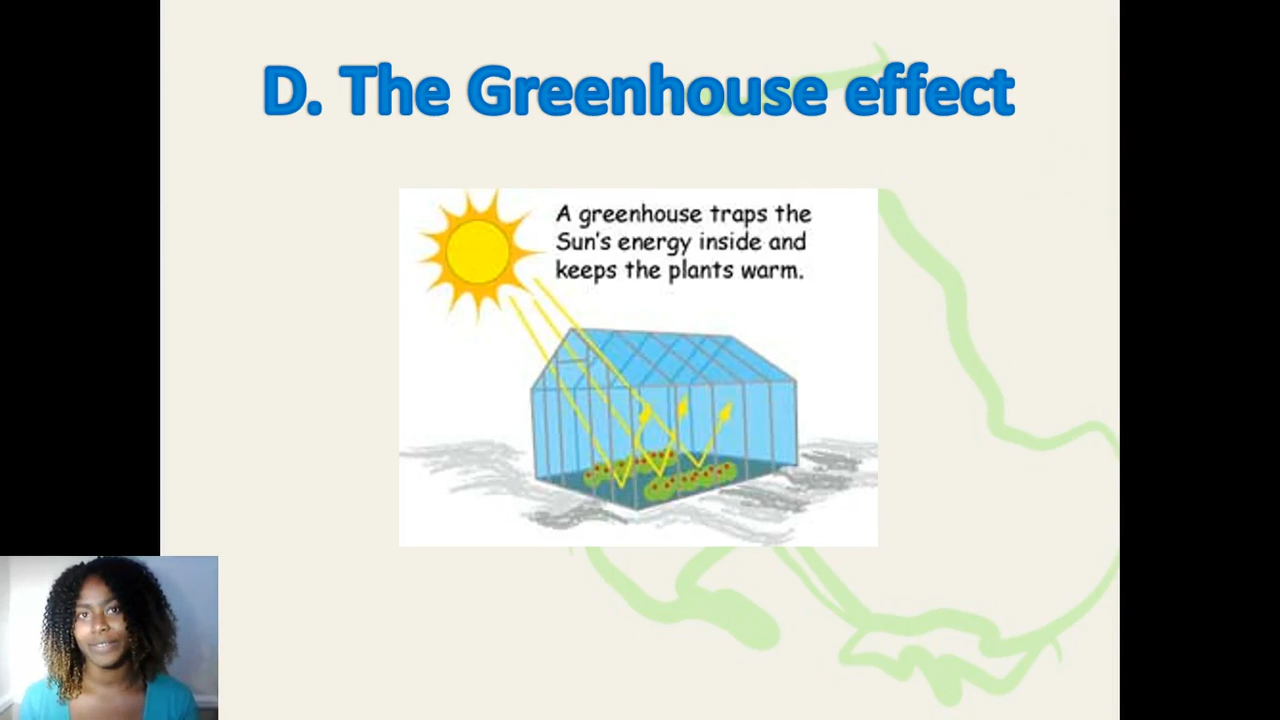 D. The Greenhouse effect
A greenhouse traps the
Sun's energy inside and
keeps the plants warm.